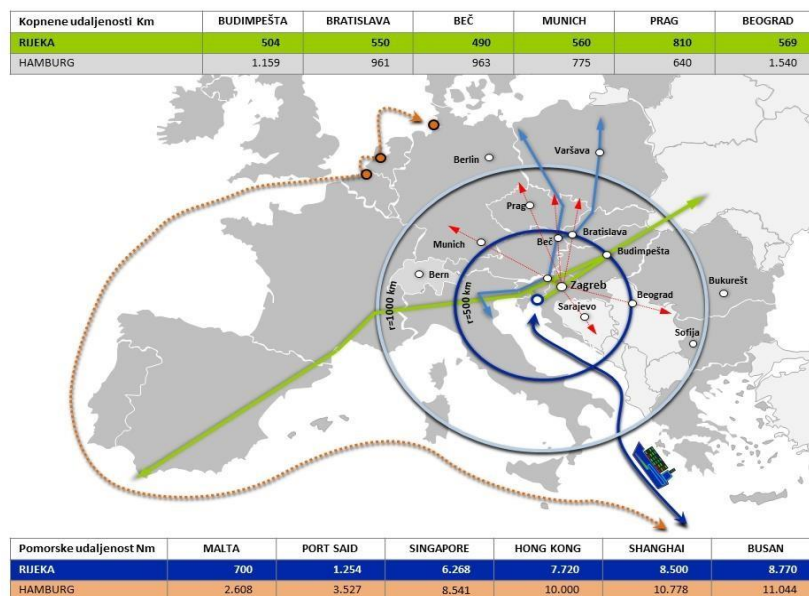 Kopnene udaljenosti Km BUDIMPEŠTA BRATISLAVA BEČ MUNICH PRAG BEOGRAD
RIJEKA 504 550 490 560 810 569
HAMBURG 1.159 961 963 775 640 1.540
Berlin
Varšava
Prag
Munich
Beč
Bratislava
Budimpešta
Bern
r=1000 km
r=500 km
Zagreb
Bukurešt
Beograd
Sarajevo
Sofija
Pomorske udaljenost Nm MALTA PORT SAID SINGAPORE HONG KONG SHANGHAI BUSAN
RIJEKA 700 1.254 6.268 7.720 8.500 8.770
HAMBURG 2.608 3.527 8.541 10.000 10.778 11.044